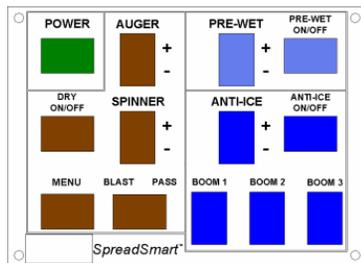 POWER
AUGER
+
-
PRE-WET
+
-
PRE-WET
ON/OFF
DRY
ON/OFF
SPINNER
+
-
ANTI-ICE
+
-
ANTI-ICE
ON/OFF
MENU
BLAST
PASS
BOOM 1
BOOM 2
BOOM 3
SpreadSmart™